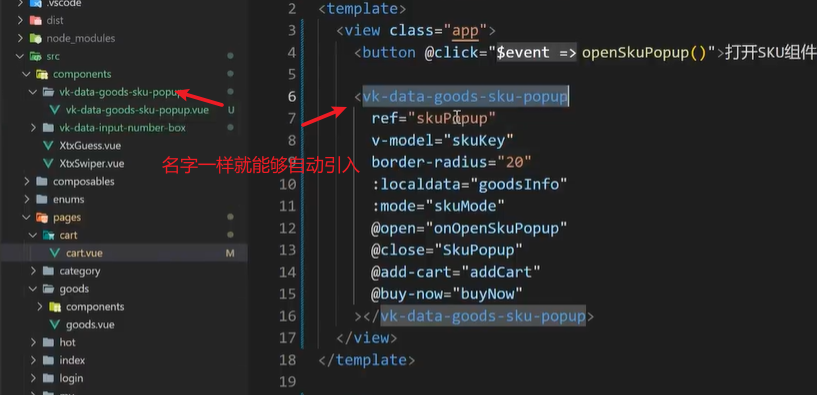 .vscode
dist
node_modules
src
components
vk-data-goods-sku-popup
vk-data-goods-sku-popup.vue U
vk-data-input-number-box
XtxGuess.vue
XtxSwiper.vue
composables
enums
pages
cart
cart.vue M
category
goods
components
goods.vue
hot
index
login
名字一样就能够自动引入
2 <template>
3 <view class="app">
4 <button @click="$event => openSkuPopup()">打开SKU组件
5
6 <vk-data-goods-sku-popup
7 ref="skuPopup"
8 v-model="skuKey"
9 border-radius="20"
10 :localdata="goodsInfo"
11 :mode="skuMode"
12 @open="onOpenSkuPopup"
13 @close="SkuPopup"
14 @add-cart="addCart"
15 @buy-now="buyNow"
16 ></vk-data-goods-sku-popup>
17 </view>
18 </template>
19